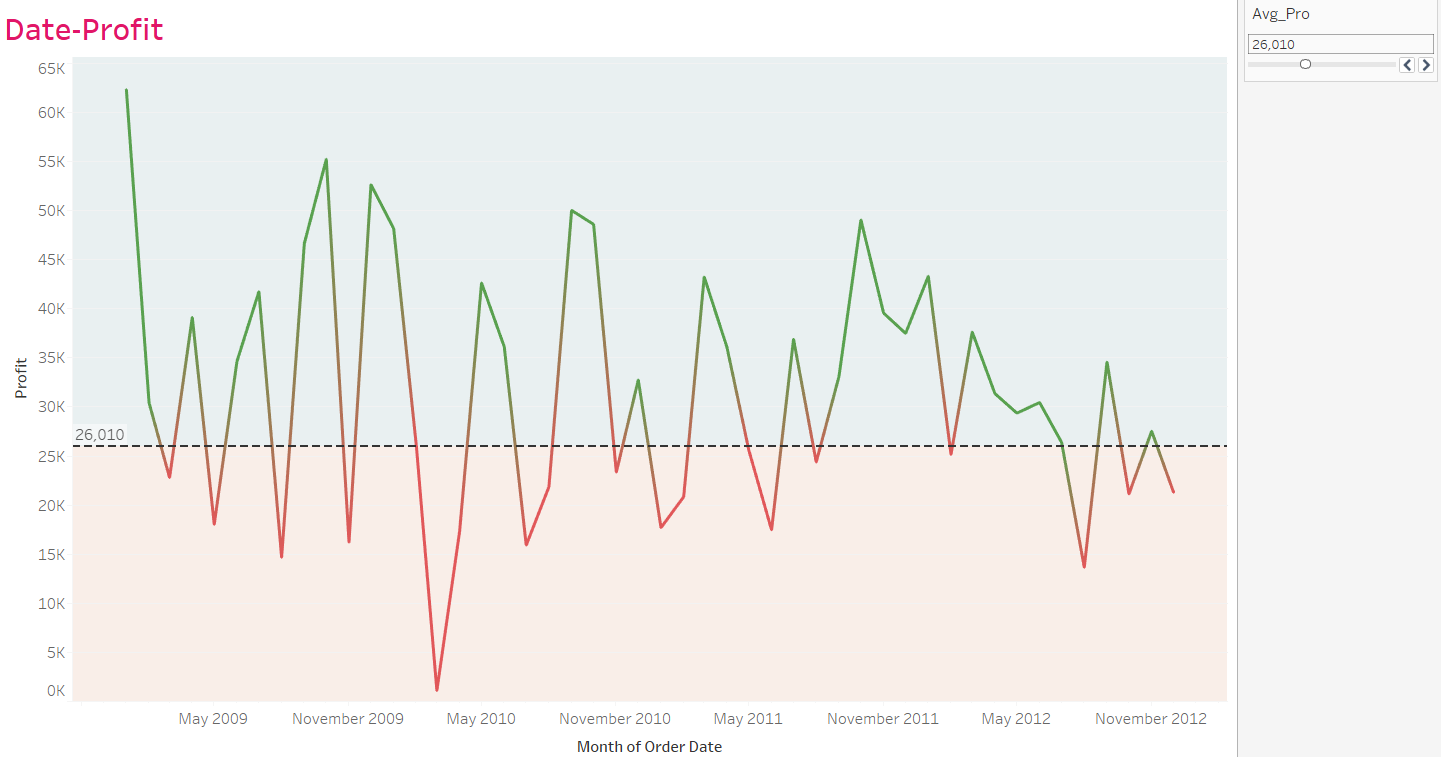 Date-Profit
Avg_Pro
26,010
65K
60K
55K
50K
45K
40K
35K
30K
26,010
25K
20K
15K
10K
5K
0K
Profit
May 2009
November 2009
May 2010
November 2010
May 2011
November 2011
May 2012
November 2012
Month of Order Date